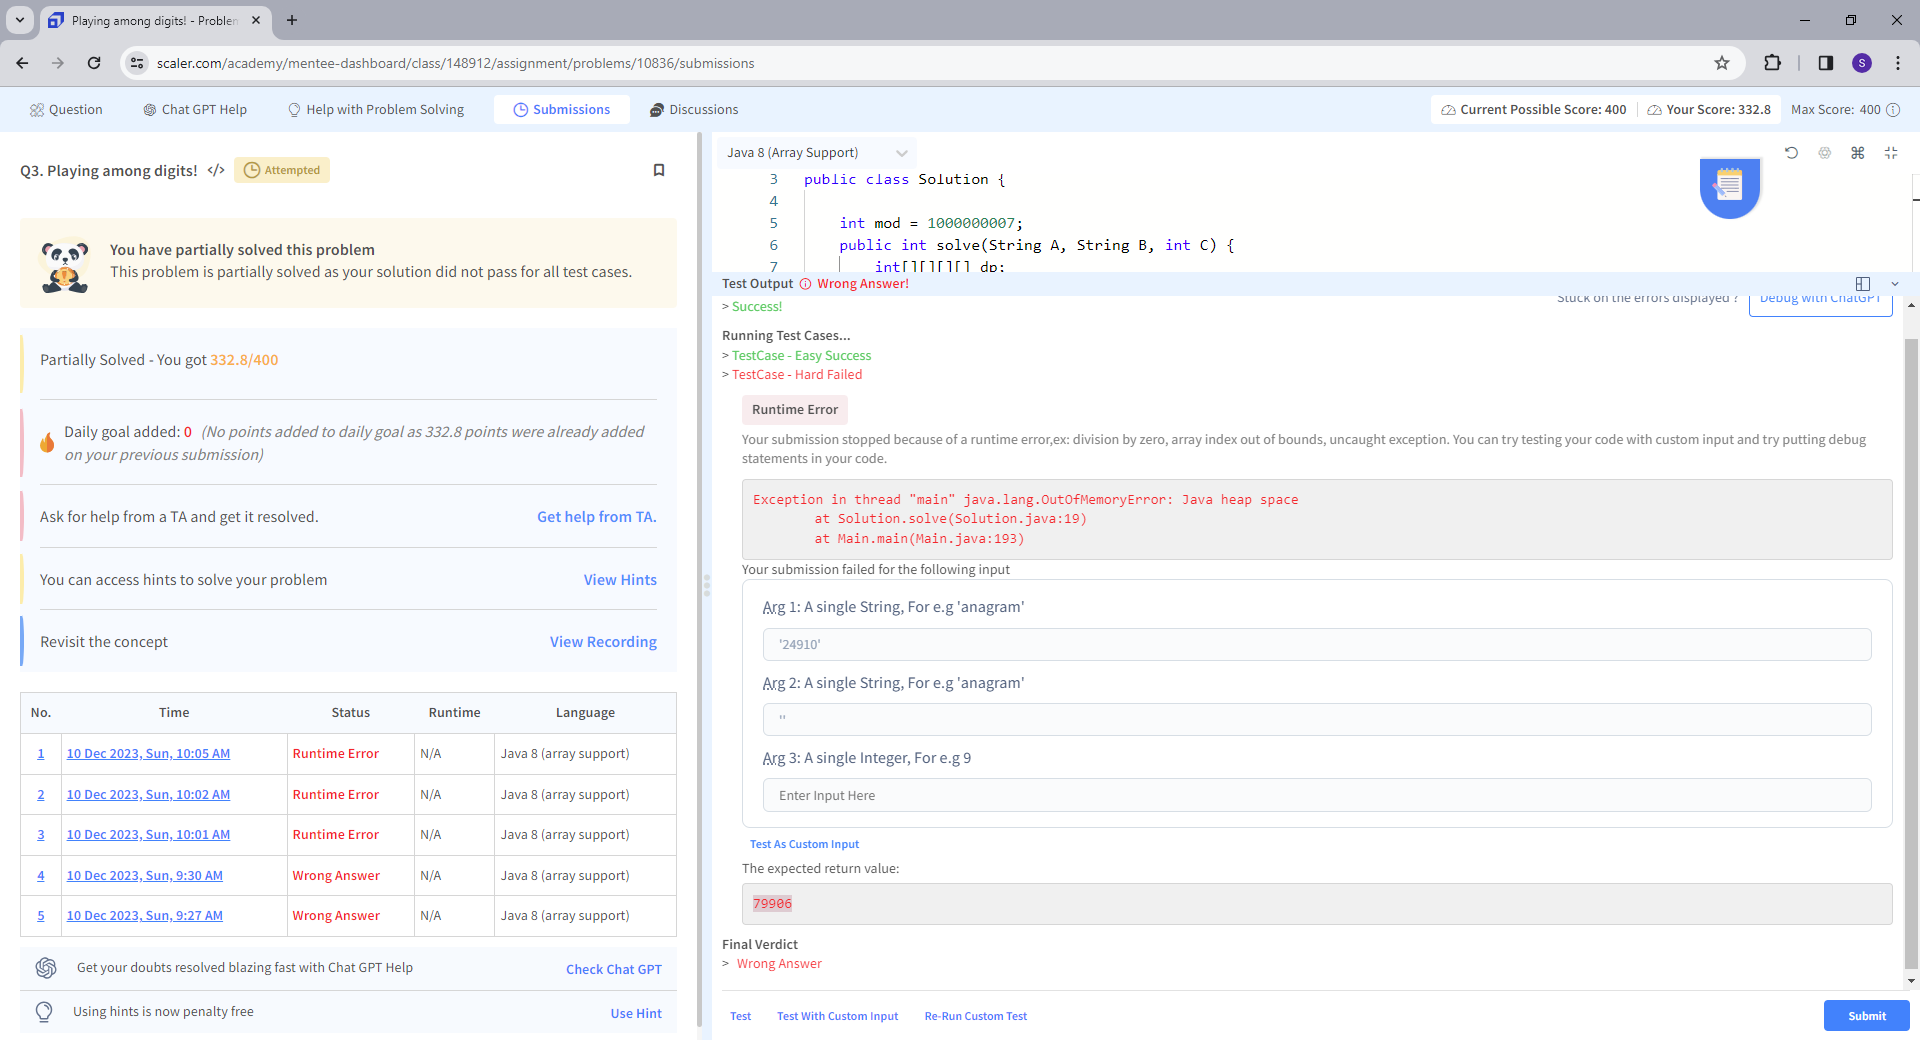 Playing among digits! - Problem
scaler.com/academy/mentee-dashboard/class/148912/assignment/problems/10836/submissions
S
Question
Chat GPT Help
Help with Problem Solving
Submissions
Discussions
Current Possible Score: 400
Your Score: 332.8
Max Score: 400
Q3. Playing among digits!
</>
Attempted
You have partially solved this problem
This problem is partially solved as your solution did not pass for all test cases.
Partially Solved - You got 332.8/400
Daily goal added: 0 (No points added to daily goal as 332.8 points were already added
on your previous submission)
Ask for help from a TA and get it resolved.
Get help from TA.
You can access hints to solve your problem
View Hints
Revisit the concept
View Recording
No. Time Status Runtime Language
1 10 Dec 2023, Sun, 10:05 AM Runtime Error N/A Java 8 (array support)
2 10 Dec 2023, Sun, 10:02 AM Runtime Error N/A Java 8 (array support)
3 10 Dec 2023, Sun, 10:01 AM Runtime Error N/A Java 8 (array support)
4 10 Dec 2023, Sun, 9:30 AM Wrong Answer N/A Java 8 (array support)
5 10 Dec 2023, Sun, 9:27 AM Wrong Answer N/A Java 8 (array support)
Get your doubts resolved blazing fast with Chat GPT Help
Check Chat GPT
Using hints is now penalty free
Use Hint
Java 8 (Array Support)
3 public class Solution {
4
5 int mod = 1000000007;
6 public int solve(String A, String B, int C) {
7 int[][][][] dp;
Test Output Wrong Answer!
> Success!
Stuck on the errors displayed ?
Debug with ChatGPT
Running Test Cases...
> TestCase - Easy Success
> TestCase - Hard Failed
Runtime Error
Your submission stopped because of a runtime error,ex: division by zero, array index out of bounds, uncaught exception. You can try testing your code with custom input and try putting debug
statements in your code.
Exception in thread "main" java.lang.OutOfMemoryError: Java heap space
at Solution.solve(Solution.java:19)
at Main.main(Main.java:193)
Your submission failed for the following input
Arg 1: A single String, For e.g 'anagram'
'24910'
Arg 2: A single String, For e.g 'anagram'
''
Arg 3: A single Integer, For e.g 9
Enter Input Here
Test As Custom Input
The expected return value:
79906
Final Verdict
> Wrong Answer
Test
Test With Custom Input
Re-Run Custom Test
Submit